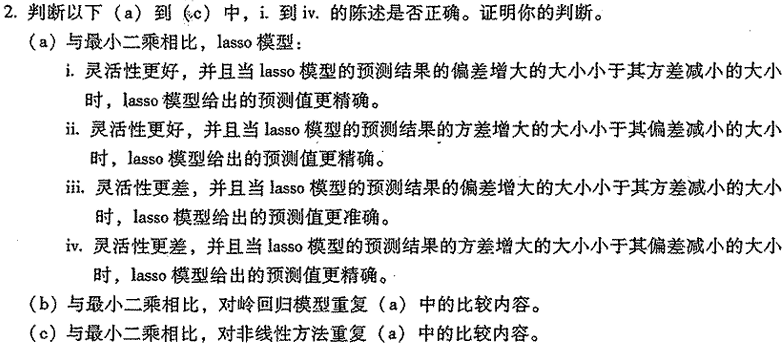 2. 判断以下（a）到（c）中，i. 到iv. 的陈述是否正确。证明你的判断。
（a）与最小二乘相比，lasso 模型：
i. 灵活性更好，并且当 lasso 模型的预测结果的偏差增大的大小小于其方差减小的大小
时，lasso 模型给出的预测值更精确。
ii. 灵活性更好，并且当 lasso 模型的预测结果的方差增大的大小小于其偏差减小的大小
时，lasso 模型给出的预测值更精确。
iii. 灵活性更差，并且当 lasso 模型的预测结果的偏差增大的大小小于其方差减小的大小
时，lasso 模型给出的预测值更准确。
iv. 灵活性更差，并且当 lasso 模型的预测结果的方差增大的大小小于其偏差减小的大小
时，lasso 模型给出的预测值更精确。
（b）与最小二乘相比，对岭回归模型重复（a）中的比较内容。
（c）与最小二乘相比，对非线性方法重复（a）中的比较内容。